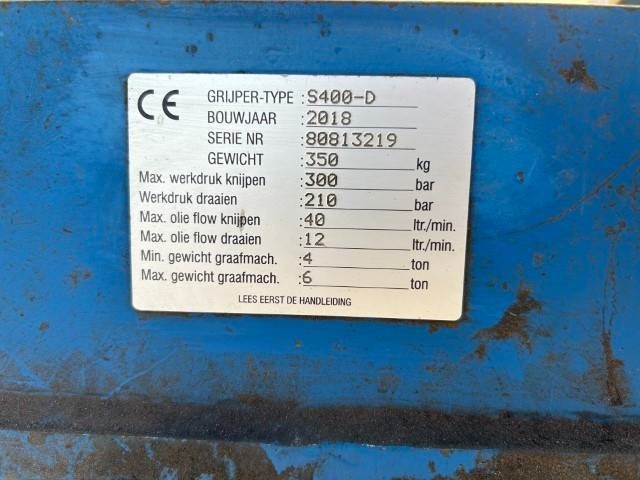 CE GRIJPER-TYPE :S400-D
BOUWJAAR :2018
SERIE NR :80813219
GEWICHT :350 kg
Max. werkdruk knijpen :300 bar
Werkdruk draaien :210 bar
Max. olie flow knijpen :40 ltr./min.
Max. olie flow draaien :12 ltr./min.
Min. gewicht graafmach. :4 ton
Max. gewicht graafmach. :6 ton
LEES EERST DE HANDLEIDING